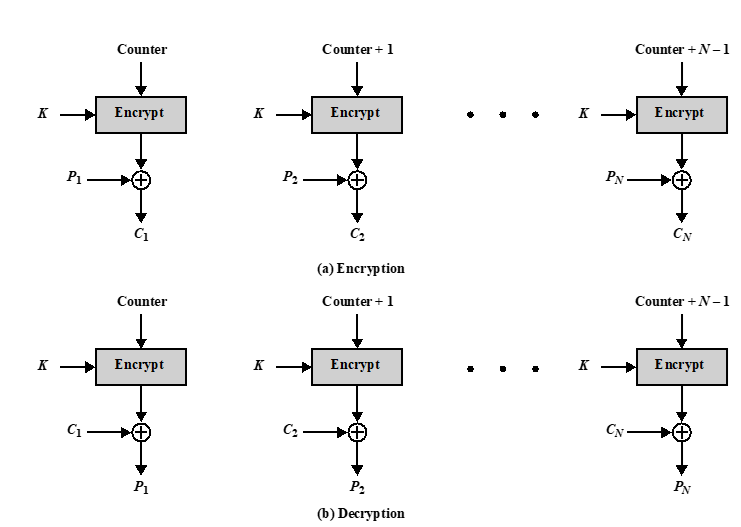 Counter Counter + 1 Counter + N – 1
K Encrypt K Encrypt K Encrypt
P1 P2 PN
C1 C2 CN
(a) Encryption
Counter Counter + 1 Counter + N – 1
K Encrypt K Encrypt K Encrypt
C1 C2 CN
P1 P2 PN
(b) Decryption